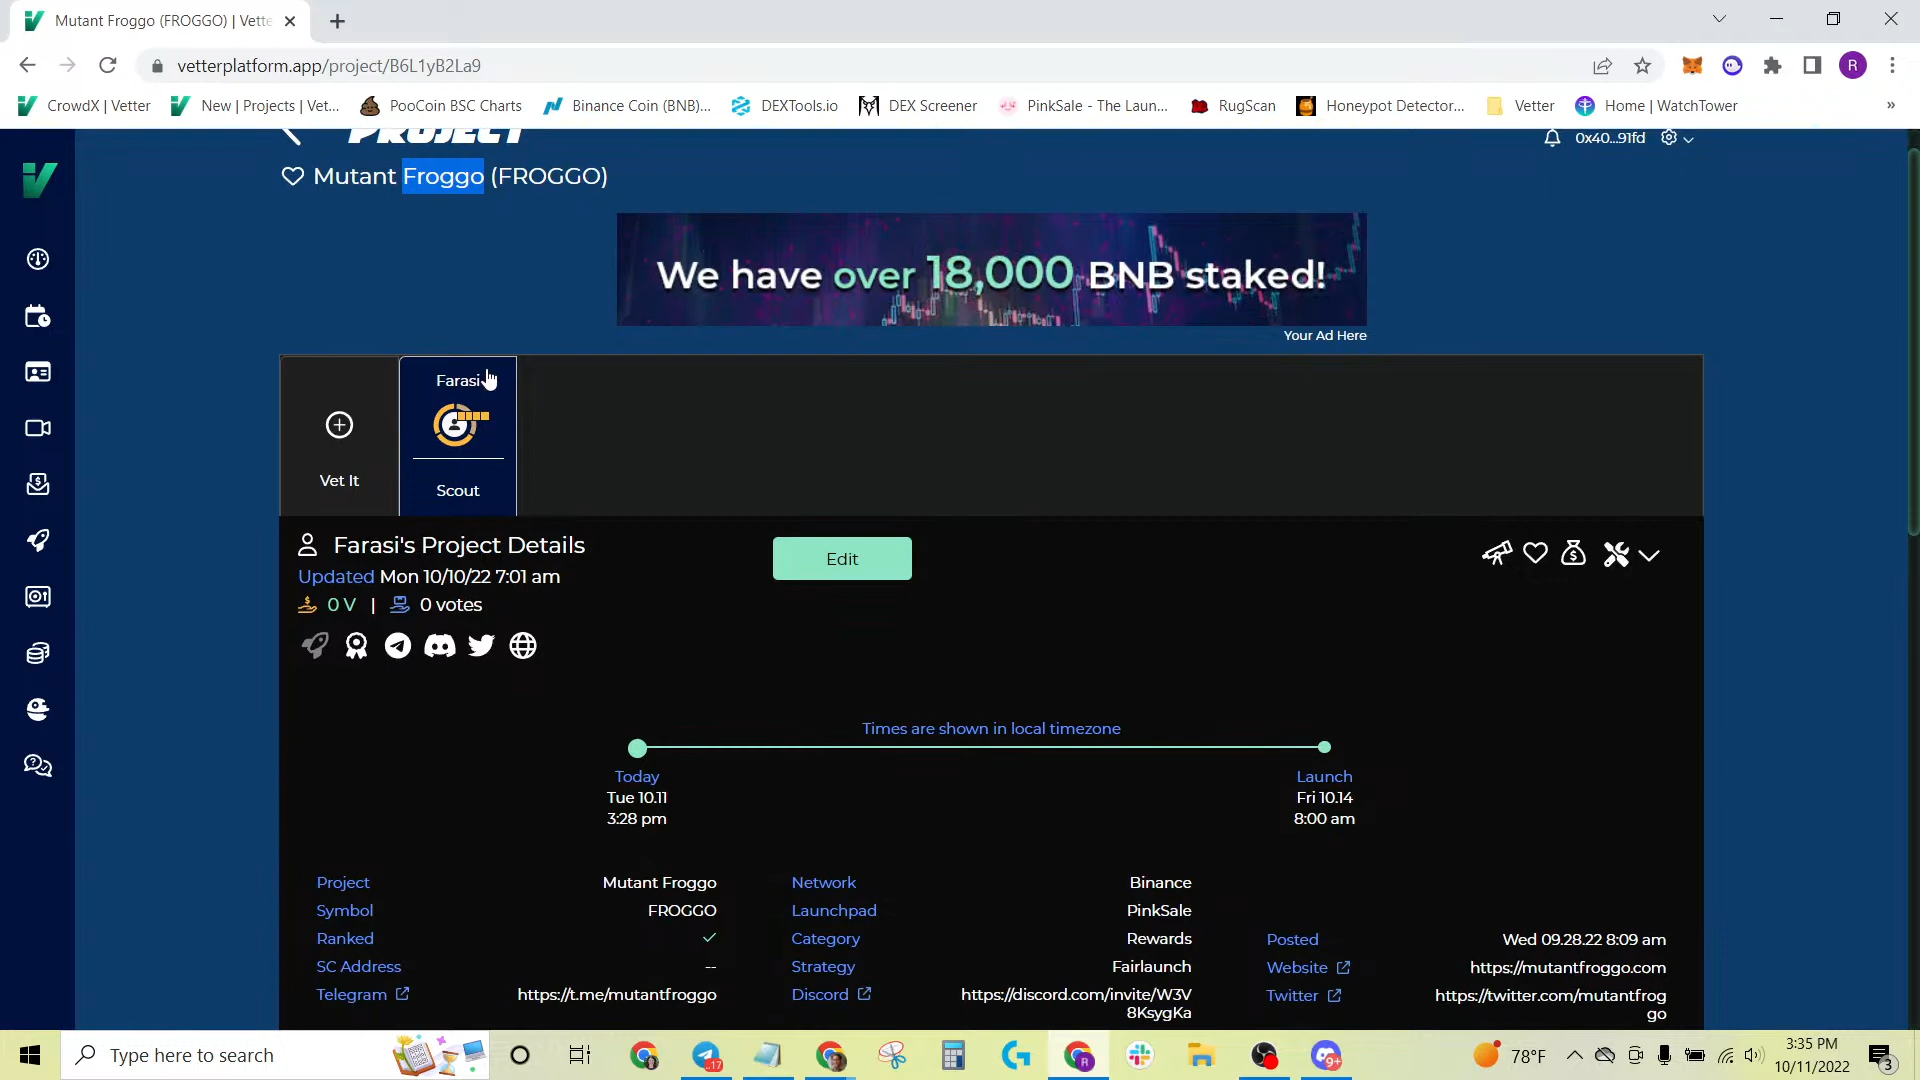 Mutant Froggo (FROGGO) | Vette
vetterplatform.app/project/B6L1yB2La9
R
CrowdX | Vetter
New | Projects | Vet...
PooCoin BSC Charts
Binance Coin (BNB)...
DEXTools.io
DEX Screener
PinkSale - The Laun...
RugScan
Honeypot Detector...
Vetter
Home | WatchTower
»
PROJECT
0x40...91fd
Mutant Froggo (FROGGO)
We have over 18,000 BNB staked!
Your Ad Here
Vet It
Farasi
Scout
Farasi's Project Details
Edit
Updated Mon 10/10/22 7:01 am
0 V | 0 votes
Times are shown in local timezone
Today
Tue 10.11
3:28 pm
Launch
Fri 10.14
8:00 am
Project Mutant Froggo
Symbol FROGGO
Ranked
SC Address --
Telegram https://t.me/mutantfroggo
Network Binance
Launchpad PinkSale
Category Rewards
Strategy Fairlaunch
Discord https://discord.com/invite/W3V
8KsygKa
Posted Wed 09.28.22 8:09 am
Website https://mutantfroggo.com
Twitter https://twitter.com/mutantfrog
go
Type here to search
17
R
9+
78°F
3:35 PM
10/11/2022
3